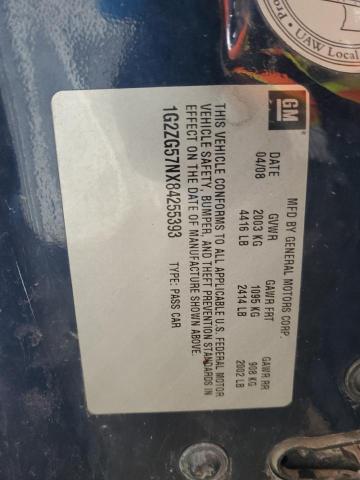 GM
MFD BY GENERAL MOTORS CORP.
DATE GVWR GAWR FRT GAWR RR
04/08 2003 KG 1095 KG 908 KG
4416 LB 2414 LB 2002 LB
THIS VEHICLE CONFORMS TO ALL APPLICABLE U.S. FEDERAL MOTOR
VEHICLE SAFETY, BUMPER, AND THEFT PREVENTION STANDARDS IN
EFFECT ON THE DATE OF MANUFACTURE SHOWN ABOVE.
1G2ZG57NX84255393 TYPE: PASS CAR
UAW Local